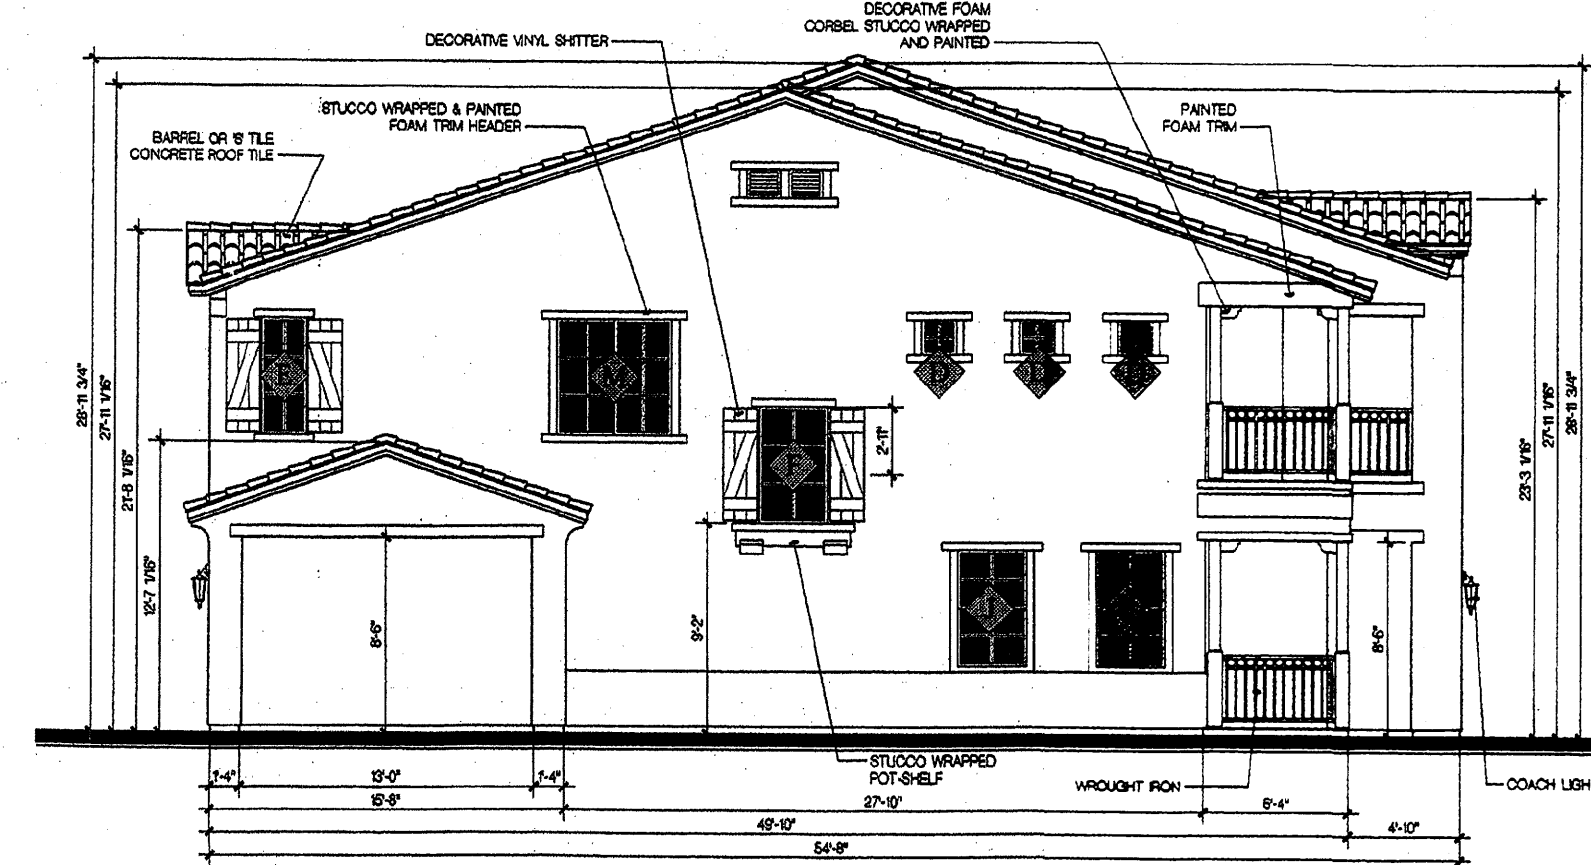 DECORATIVE FOAM
CORBEL STUCCO WRAPPED
AND PAINTED
DECORATIVE VINYL SHITTER
STUCCO WRAPPED & PAINTED
FOAM TRIM HEADER
PAINTED
FOAM TRIM
BARREL OR 'S' TILE
CONCRETE ROOF TILE
28'-11 3/4"
27'-11 1/16"
21'-8 1/16"
12'-7 1/16"
E
M
D
F
2'-11"
8'-6"
9'-2"
8'-6"
23'-3 1/16"
27'-11 1/16"
28'-11 3/4"
STUCCO WRAPPED
POT-SHELF
WROUGHT IRON
COACH LIGH
1'-4"
13'-0"
1'-4"
15'-8"
27'-10"
6'-4"
49'-10"
4'-10"
54'-8"